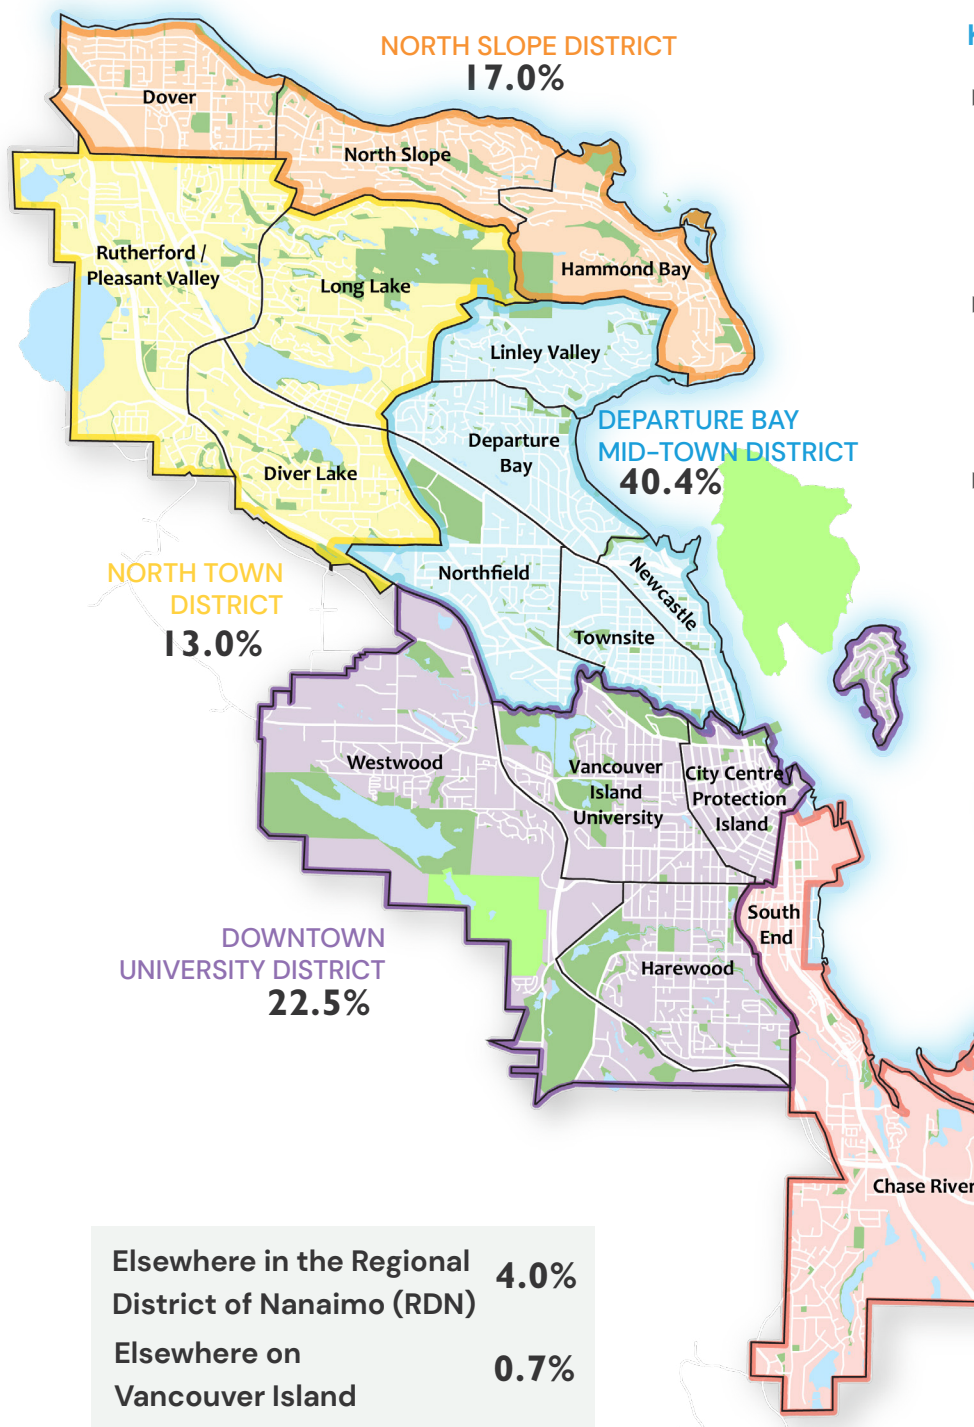 NORTH SLOPE DISTRICT
17.0%
Dover
North Slope
Rutherford /
Pleasant Valley
Long Lake
Hammond Bay
Linley Valley
DEPARTURE BAY
MID-TOWN DISTRICT
40.4%
Departure
Bay
Diver Lake
NORTH TOWN
DISTRICT
13.0%
Northfield
Newcastle
Townsite
Westwood
Vancouver
Island
University
City Centre
Protection
Island
DOWNTOWN
UNIVERSITY DISTRICT
22.5%
South
End
Harewood
Chase River
Elsewhere in the Regional
District of Nanaimo (RDN)
4.0%
Elsewhere on
Vancouver Island
0.7%